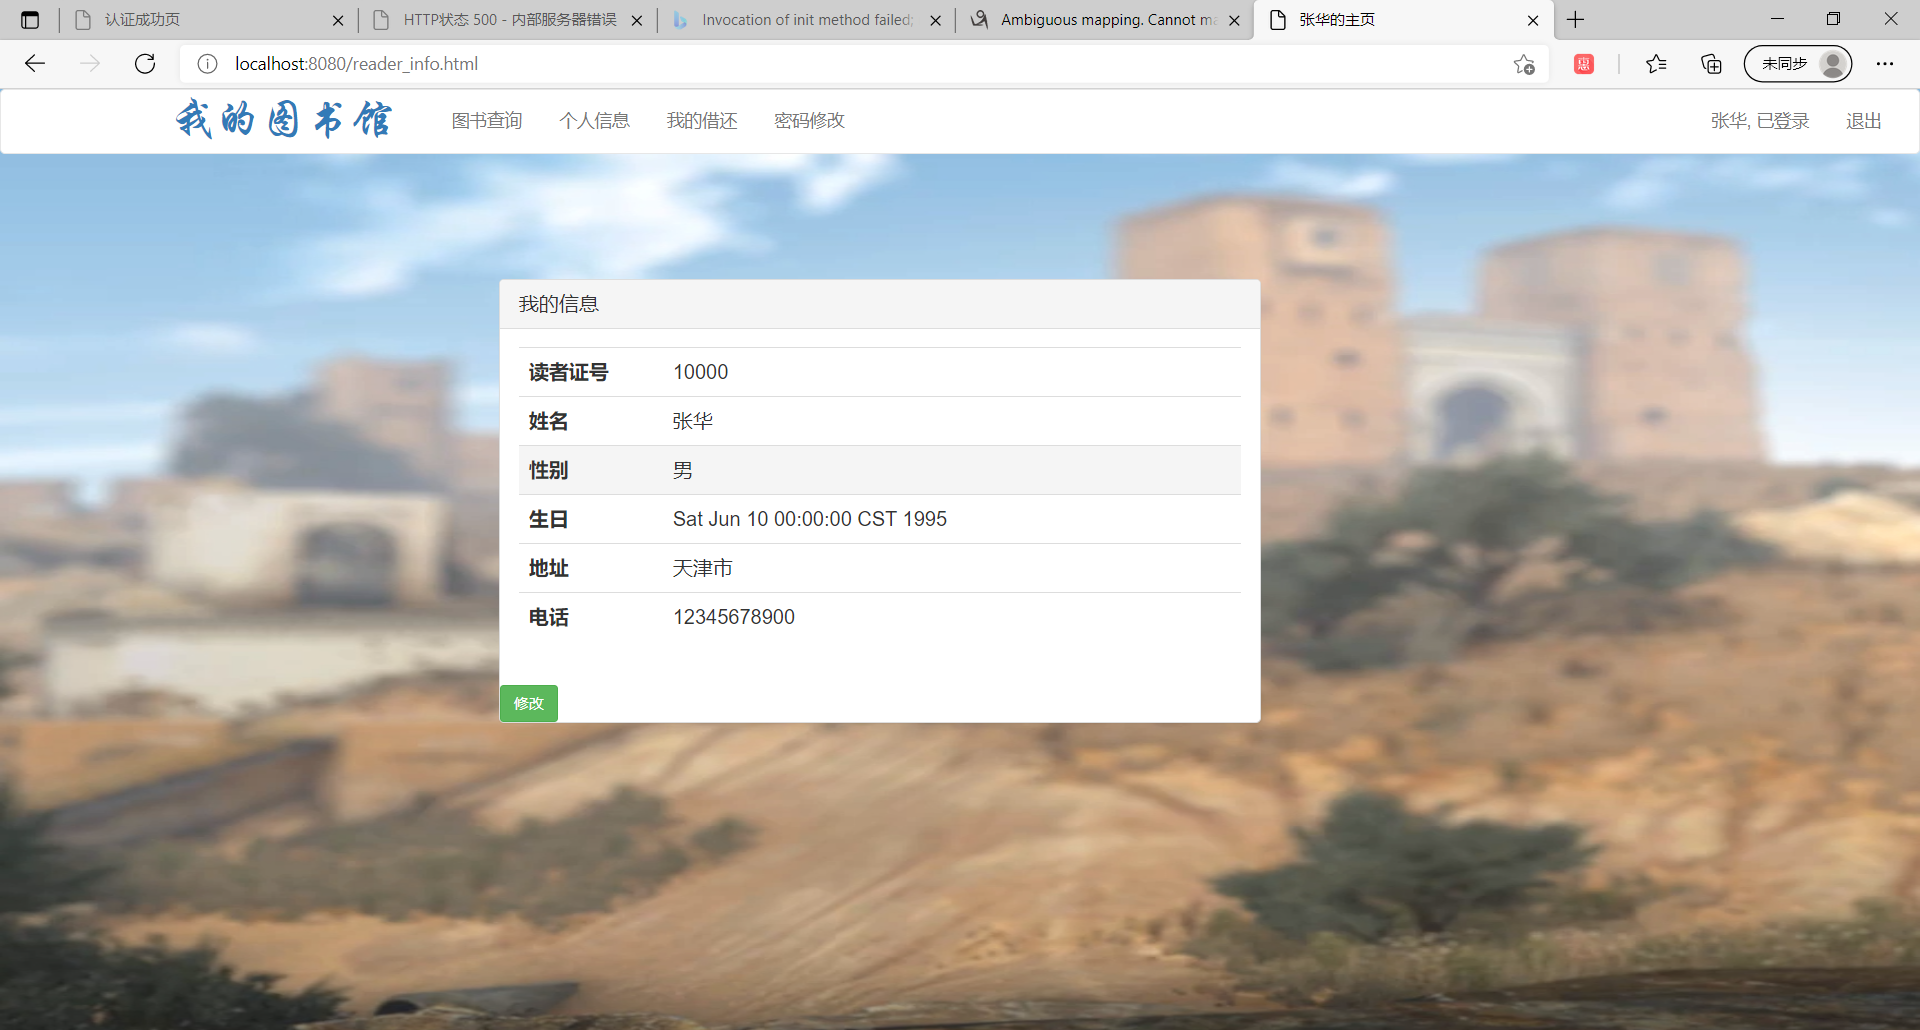 认证成功页
HTTP状态 500 - 内部服务器错误
Invocation of init method failed;
Ambiguous mapping. Cannot ma
张华的主页
localhost:8080/reader_info.html
惠
未同步
我的图书馆
图书查询
个人信息
我的借还
密码修改
张华, 已登录
退出
我的信息
读者证号 10000
姓名 张华
性别 男
生日 Sat Jun 10 00:00:00 CST 1995
地址 天津市
电话 12345678900
修改